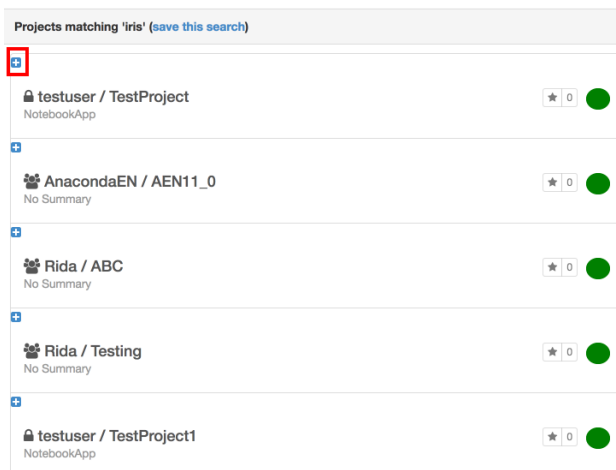 Projects matching 'iris' (save this search)
testuser / TestProject
0
NotebookApp
AnacondaEN / AEN11_0
0
No Summary
Rida / ABC
0
No Summary
Rida / Testing
0
No Summary
testuser / TestProject1
0
NotebookApp